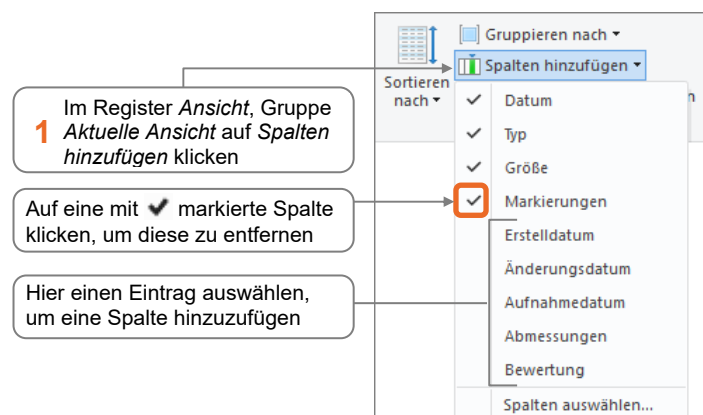 Gruppieren nach
Spalten hinzufügen
Sortieren
nach
n
1
Im Register Ansicht, Gruppe
Aktuelle Ansicht auf Spalten
hinzufügen klicken
Auf eine mit ✔ markierte Spalte
klicken, um diese zu entfernen
Hier einen Eintrag auswählen,
um eine Spalte hinzuzufügen
Datum
Typ
Größe
Markierungen
Erstelldatum
Änderungsdatum
Aufnahmedatum
Abmessungen
Bewertung
Spalten auswählen...